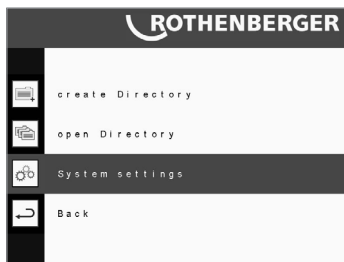 ROTHENBERGER
create Directory
open Directory
System settings
Back